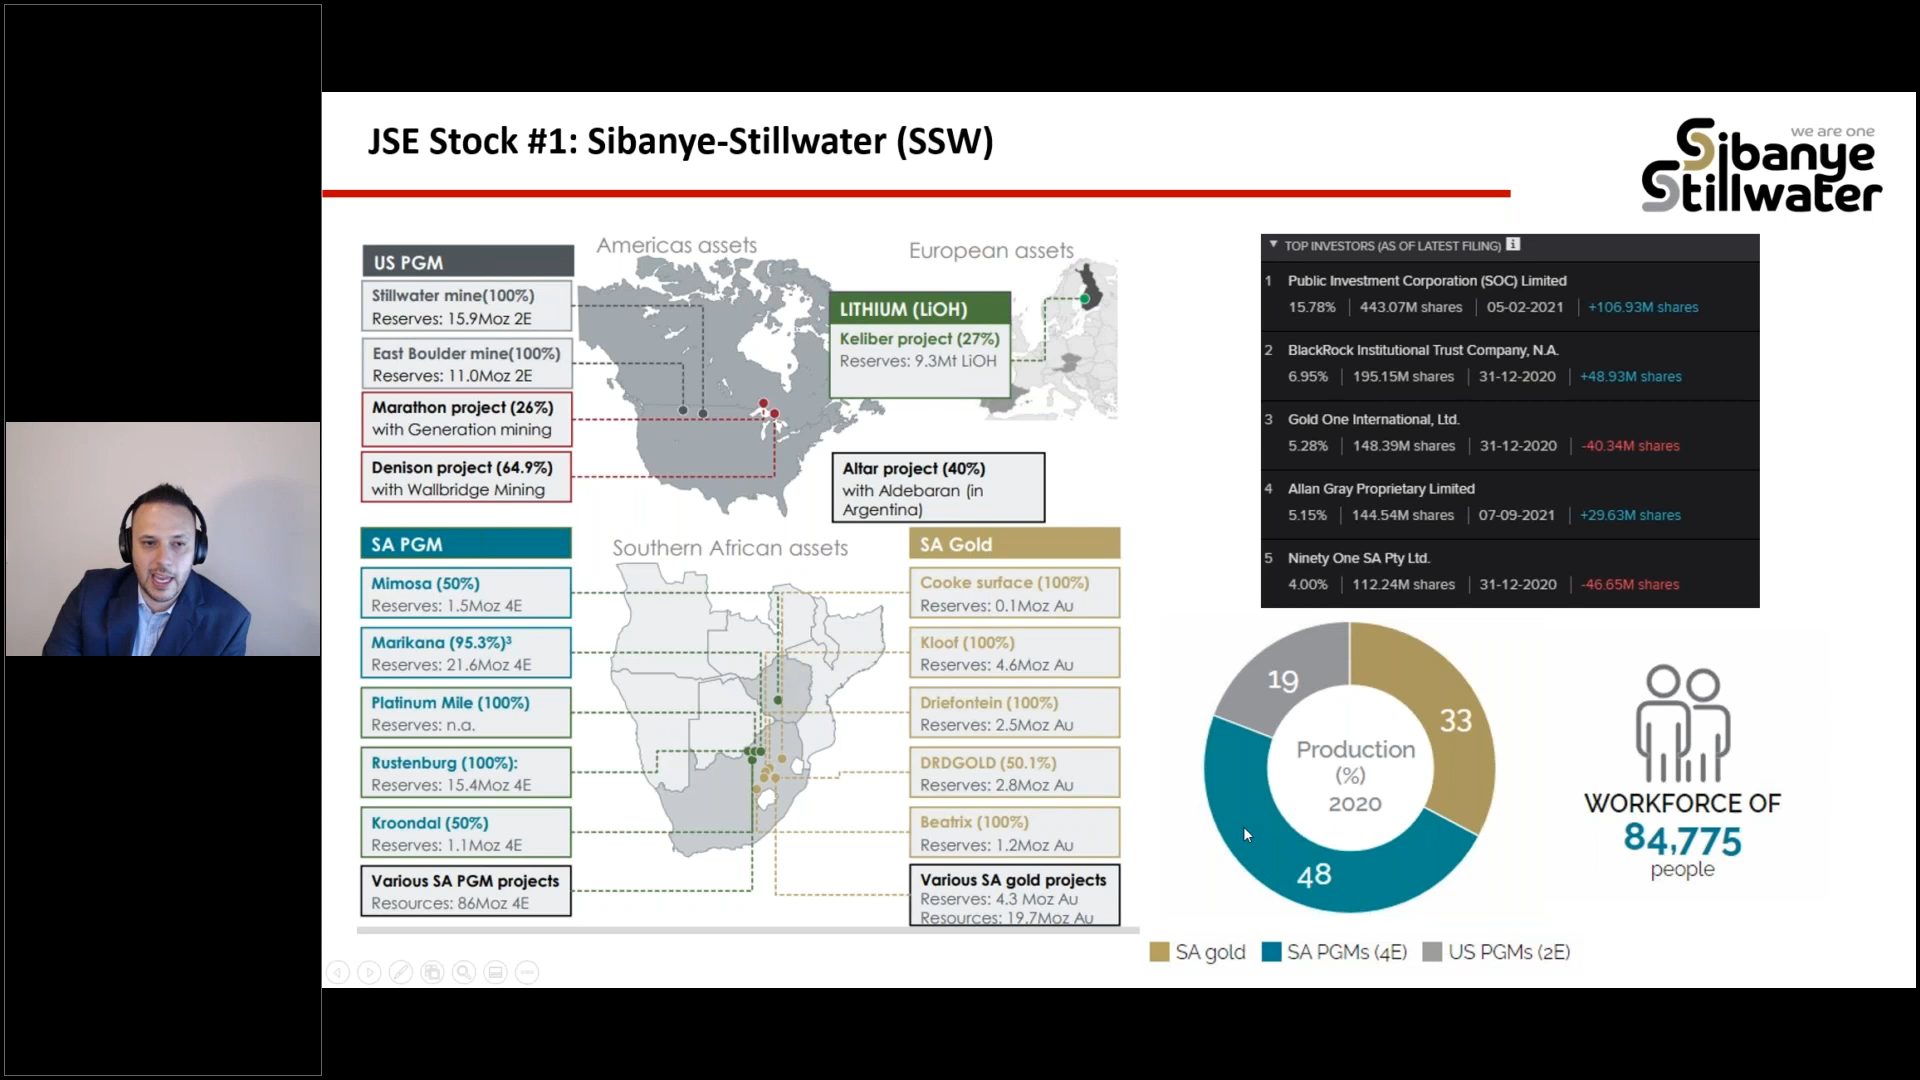 JSE Stock #1: Sibanye-Stillwater (SSW)
we are one
Sibanye
Stillwater
Americas assets
European assets
US PGM
Stillwater mine(100%)
Reserves: 15.9Moz 2E
East Boulder mine(100%)
Reserves: 11.0Moz 2E
Marathon project (26%)
with Generation mining
Denison project (64.9%)
with Wallbridge Mining
LITHIUM (LiOH)
Keliber project (27%)
Reserves: 9.3Mt LiOH
Altar project (40%)
with Aldebaran (in
Argentina)
SA PGM
Mimosa (50%)
Reserves: 1.5Moz 4E
Marikana (95.3%)³
Reserves: 21.6Moz 4E
Platinum Mile (100%)
Reserves: n.a.
Rustenburg (100%):
Reserves: 15.4Moz 4E
Kroondal (50%)
Reserves: 1.1Moz 4E
Various SA PGM projects
Resources: 86Moz 4E
Southern African assets
SA Gold
Cooke surface (100%)
Reserves: 0.1Moz Au
Kloof (100%)
Reserves: 4.6Moz Au
Driefontein (100%)
Reserves: 2.5Moz Au
DRDGOLD (50.1%)
Reserves: 2.8Moz Au
Beatrix (100%)
Reserves: 1.2Moz Au
Various SA gold projects
Reserves: 4.3 Moz Au
Resources: 19.7Moz Au
TOP INVESTORS (AS OF LATEST FILING) i
1 Public Investment Corporation (SOC) Limited
15.78% | 443.07M shares | 05-02-2021 | +106.93M shares
2 BlackRock Institutional Trust Company, N.A.
6.95% | 195.15M shares | 31-12-2020 | +48.93M shares
3 Gold One International, Ltd.
5.28% | 148.39M shares | 31-12-2020 | -40.34M shares
4 Allan Gray Proprietary Limited
5.15% | 144.54M shares | 07-09-2021 | +29.63M shares
5 Ninety One SA Pty Ltd.
4.00% | 112.24M shares | 31-12-2020 | -46.65M shares
19
33
48
Production
(%)
2020
SA gold SA PGMs (4E) US PGMs (2E)
WORKFORCE OF
84,775
people